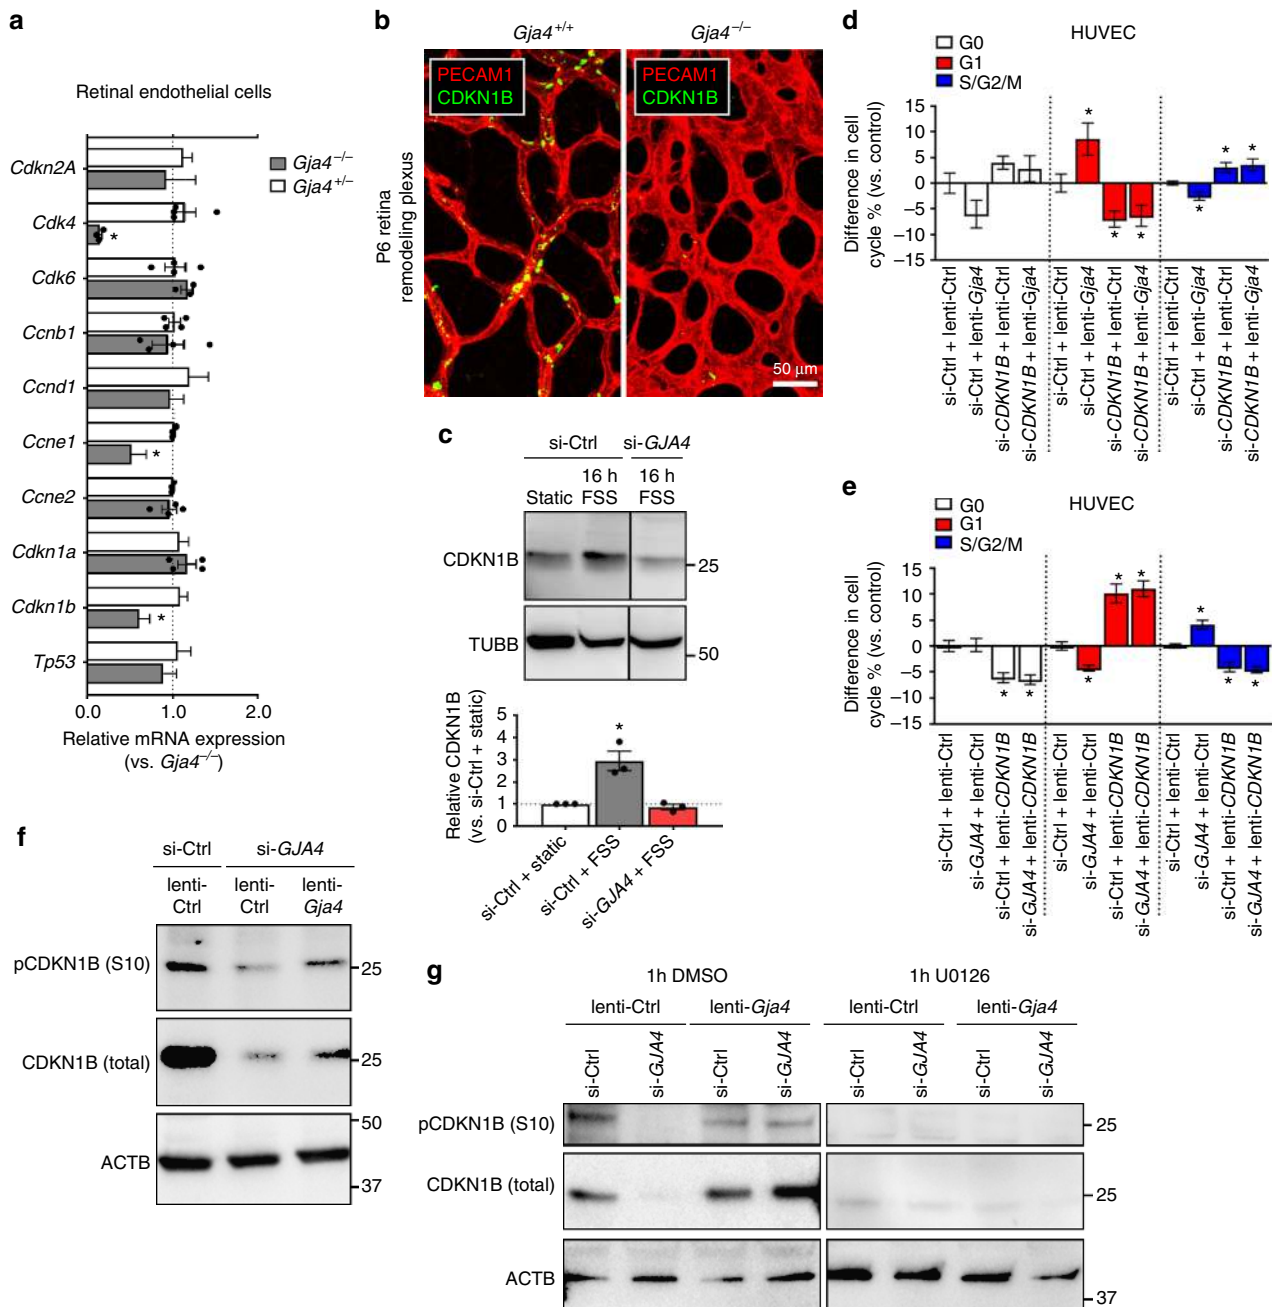 a
Retinal endothelial cells
Gja4−/−
Gja4+/−
Cdkn2A
Cdk4
*
Cdk6
Ccnb1
Ccnd1
Ccne1
*
Ccne2
Cdkn1a
Cdkn1b
*
Tp53
0.0 1.0 2.0
Relative mRNA expression
(vs. Gja4−/−)
b
Gja4+/+ Gja4−/−
PECAM1
CDKN1B
PECAM1
CDKN1B
P6 retina
remodeling plexus
50 μm
c
si-Ctrl si-GJA4
Static 16 h FSS 16 h FSS
CDKN1B
25
TUBB
50
Relative CDKN1B
(vs. si-Ctrl + static)
5
4
3
2
1
0
*
si-Ctrl + static
si-Ctrl + FSS
si-GJA4 + FSS
d
G0
G1
S/G2/M
HUVEC
Difference in cell
cycle % (vs. control)
15
10
5
0
−5
−10
−15
* * * * * *
si-Ctrl + lenti-Ctrl
si-Ctrl + lenti-Gja4
si-CDKN1B + lenti-Ctrl
si-CDKN1B + lenti-Gja4
si-Ctrl + lenti-Ctrl
si-Ctrl + lenti-Gja4
si-CDKN1B + lenti-Ctrl
si-CDKN1B + lenti-Gja4
si-Ctrl + lenti-Ctrl
si-Ctrl + lenti-Gja4
si-CDKN1B + lenti-Ctrl
si-CDKN1B + lenti-Gja4
e
G0
G1
S/G2/M
HUVEC
Difference in cell
cycle % (vs. control)
15
10
5
0
−5
−10
−15
* * * * * * * *
si-Ctrl + lenti-Ctrl
si-GJA4 + lenti-Ctrl
si-Ctrl + lenti-CDKN1B
si-GJA4 + lenti-CDKN1B
si-Ctrl + lenti-Ctrl
si-GJA4 + lenti-Ctrl
si-Ctrl + lenti-CDKN1B
si-GJA4 + lenti-CDKN1B
si-Ctrl + lenti-Ctrl
si-GJA4 + lenti-Ctrl
si-Ctrl + lenti-CDKN1B
si-GJA4 + lenti-CDKN1B
f
si-Ctrl si-GJA4
lenti-Ctrl lenti-Ctrl lenti-Gja4
pCDKN1B (S10)
25
CDKN1B (total)
25
50
ACTB
37
g
1h DMSO 1h U0126
lenti-Ctrl lenti-Gja4 lenti-Ctrl lenti-Gja4
si-Ctrl si-GJA4 si-Ctrl si-GJA4 si-Ctrl si-GJA4 si-Ctrl si-GJA4
pCDKN1B (S10)
25
CDKN1B (total)
25
ACTB
37